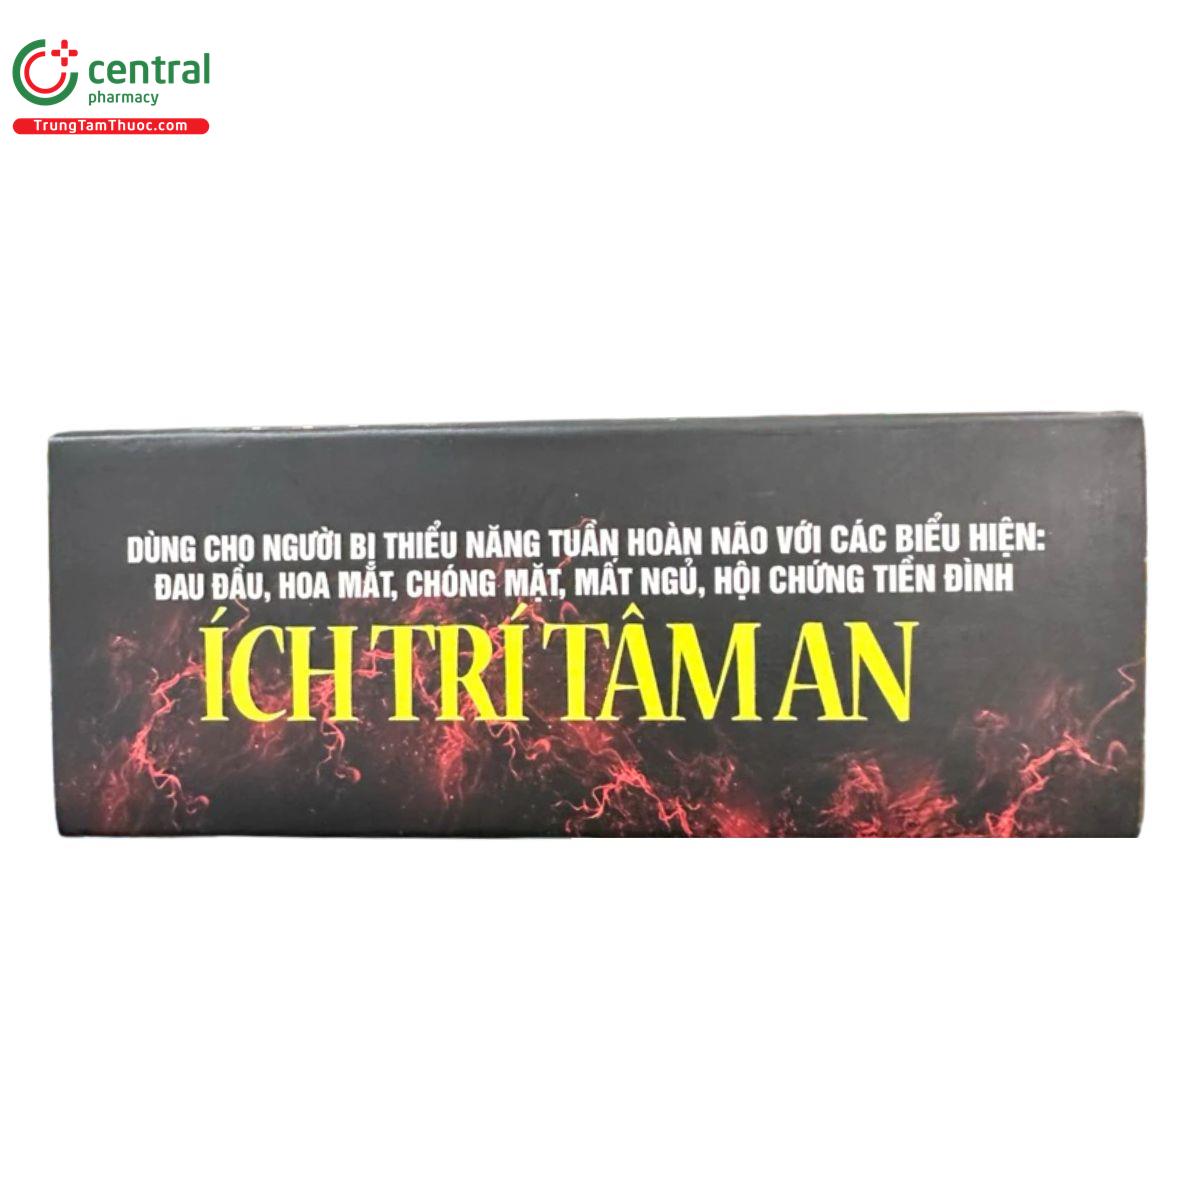 central
pharmacy
TrungTamThuoc.com
DÙNG CHO NGƯỜI BỊ THIỂU NĂNG TUẦN HOÀN NÃO VỚI CÁC BIỂU HIỆN:
ĐAU ĐẦU, HOA MẮT, CHÓNG MẶT, MẤT NGỦ, HỘI CHỨNG TIỀN ĐÌNH
ÍCH TRÍ TÂM AN